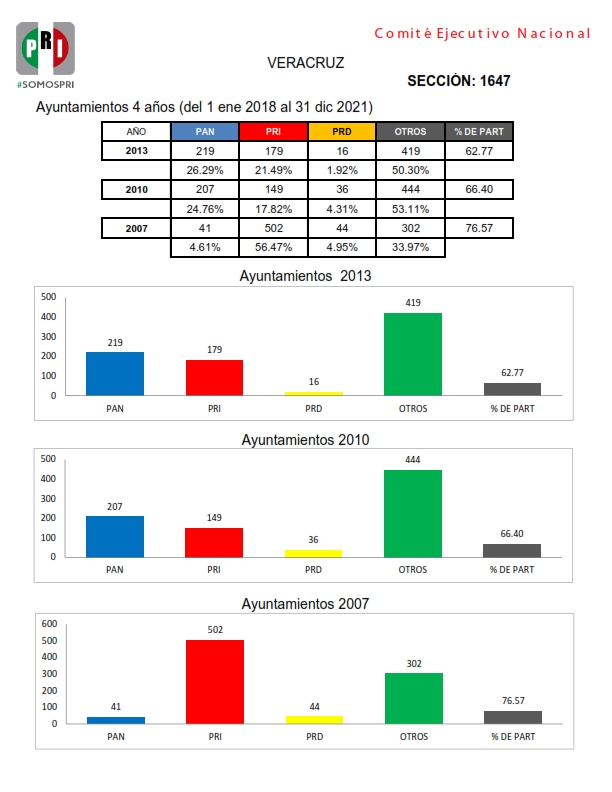 Comité Ejecutivo Nacional
PRI
#SOMOSPRI
VERACRUZ
SECCIÓN: 1647
Ayuntamientos 4 años (del 1 ene 2018 al 31 dic 2021)
AÑO PAN PRI PRD OTROS % DE PART
2013 219 179 16 419 62.77
26.29% 21.49% 1.92% 50.30%
2010 207 149 36 444 66.40
24.76% 17.82% 4.31% 53.11%
2007 41 502 44 302 76.57
4.61% 56.47% 4.95% 33.97%
Ayuntamientos 2013
500
419
400
300
219
179
200
100
62.77
16
0
PAN PRI PRD OTROS % DE PART
Ayuntamientos 2010
500
444
400
300
207
200
149
100
66.40
36
0
PAN PRI PRD OTROS % DE PART
Ayuntamientos 2007
600
502
500
400
302
300
200
100
76.57
41
44
0
PAN PRI PRD OTROS % DE PART